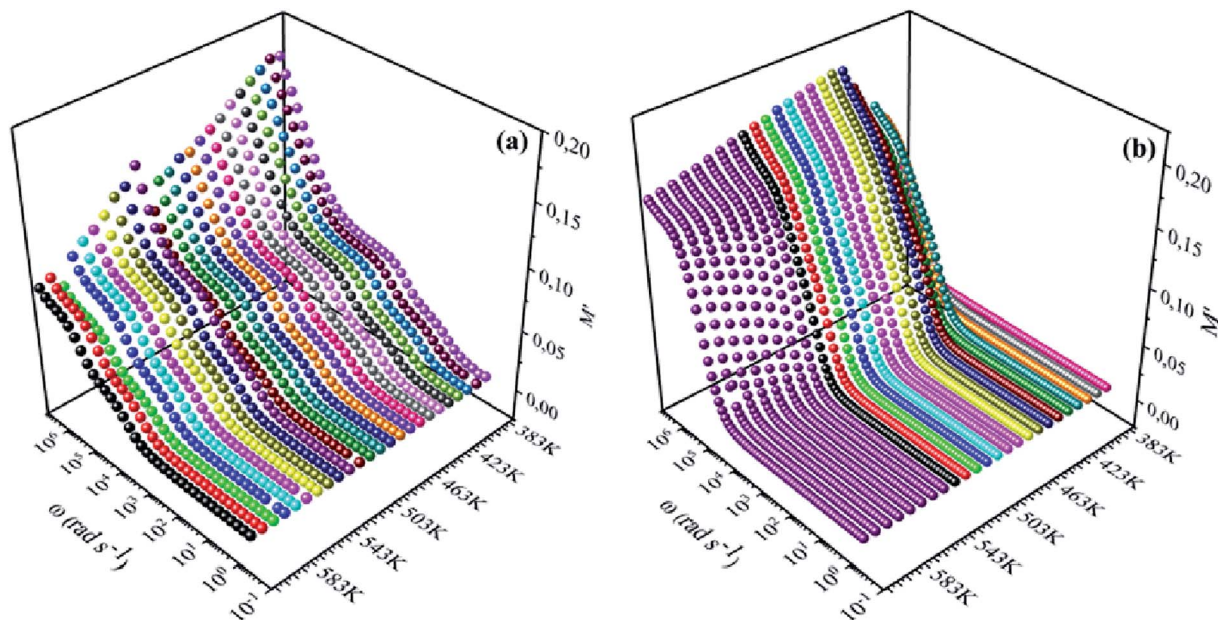 (a)
0,20
0,15
0,10
0,05
0,00
M'
10⁶
10⁵
10⁴
10³
10²
10¹
10⁰
10⁻¹
ω (rad s⁻¹)
383K
423K
463K
503K
543K
583K
(b)
0,20
0,15
0,10
0,05
0,00
M'
10⁶
10⁵
10⁴
10³
10²
10¹
10⁰
10⁻¹
ω (rad s⁻¹)
383K
423K
463K
503K
543K
583K